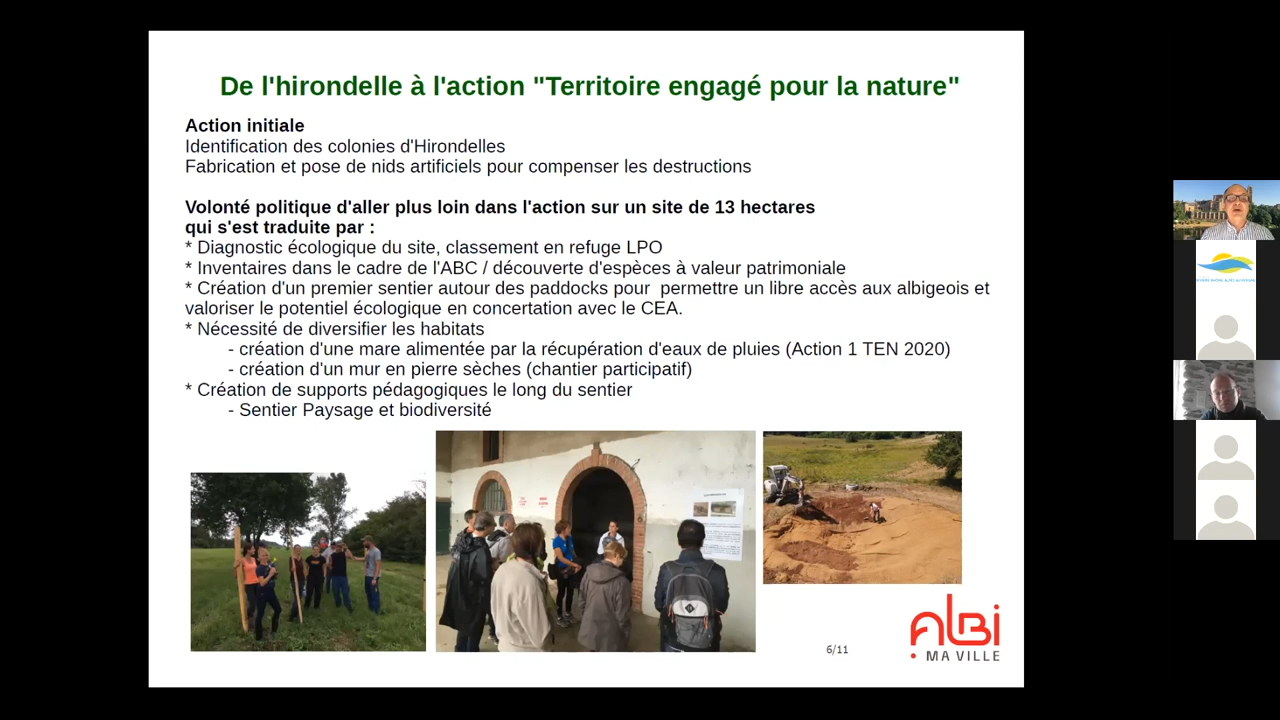 De l'hirondelle à l'action "Territoire engagé pour la nature"
Action initiale
Identification des colonies d'Hirondelles
Fabrication et pose de nids artificiels pour compenser les destructions
Volonté politique d'aller plus loin dans l'action sur un site de 13 hectares
qui s'est traduite par :
* Diagnostic écologique du site, classement en refuge LPO
* Inventaires dans le cadre de l'ABC / découverte d'espèces à valeur patrimoniale
* Création d'un premier sentier autour des paddocks pour  permettre un libre accès aux albigeois et
valoriser le potentiel écologique en concertation avec le CEA.
* Nécessité de diversifier les habitats
- création d'une mare alimentée par la récupération d'eaux de pluies (Action 1 TEN 2020)
- création d'un mur en pierre sèches (chantier participatif)
* Création de supports pédagogiques le long du sentier
- Sentier Paysage et biodiversité
6/11
ALBi
MA VILLE